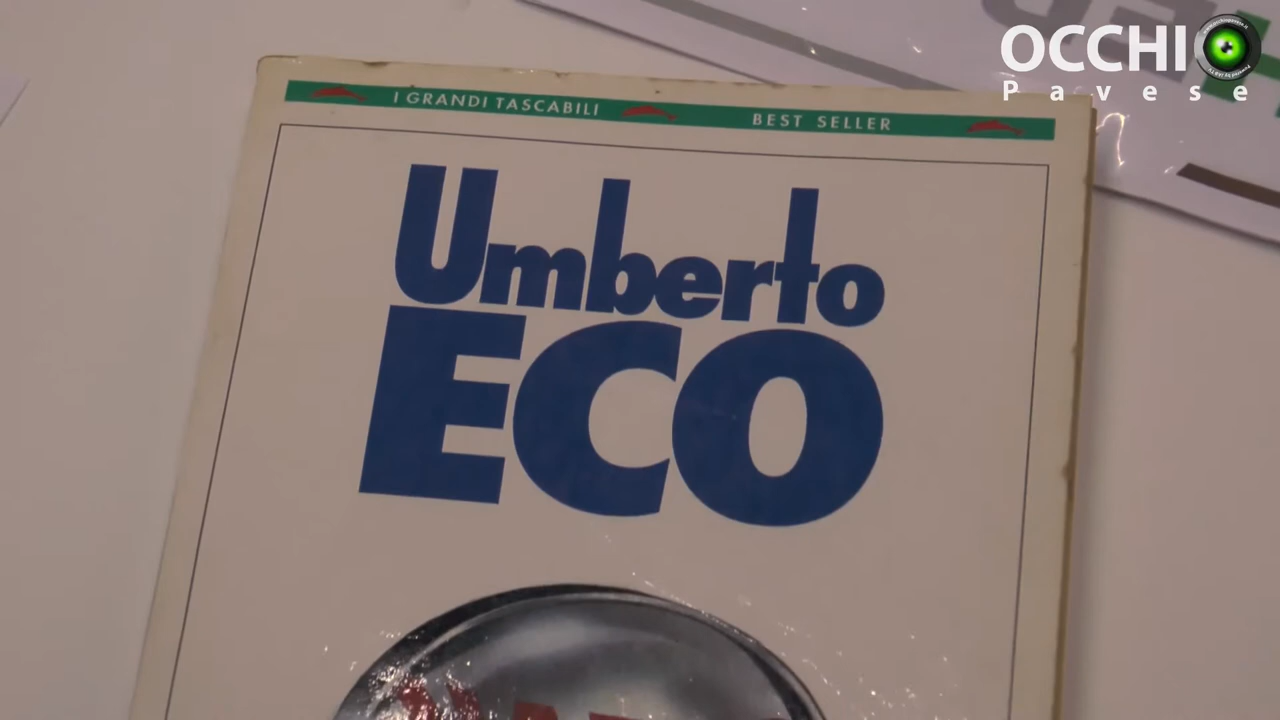 OCCHIO
Pavese
I GRANDI TASCABILI BEST SELLER
Umberto
ECO